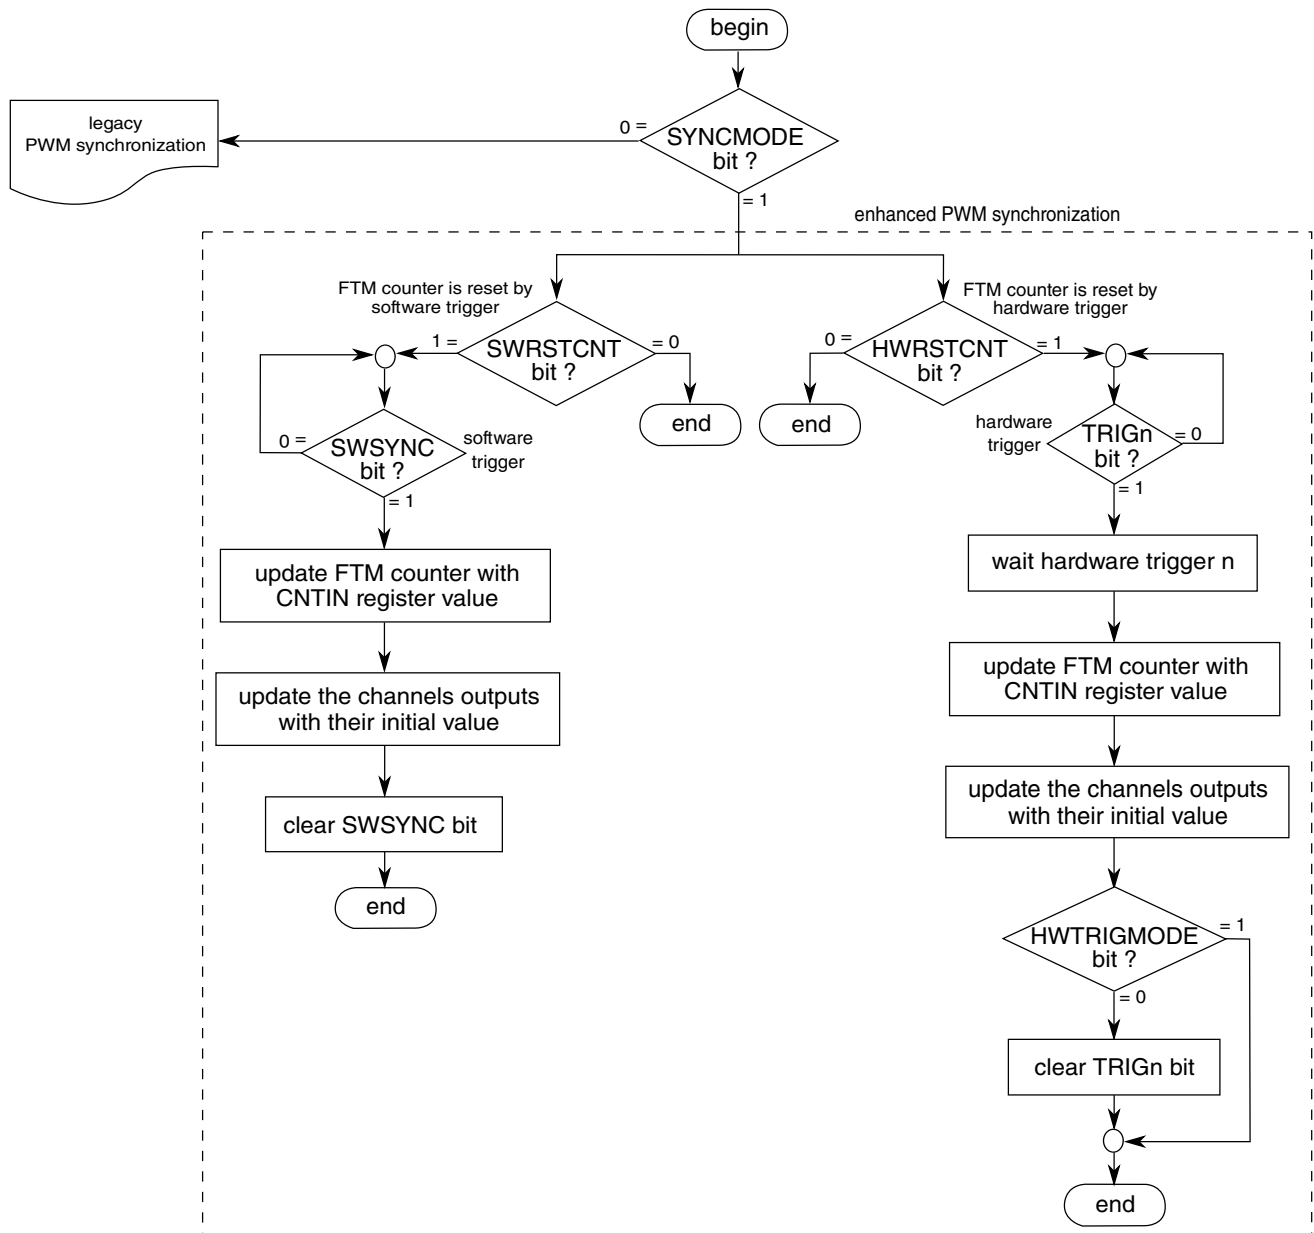 begin
legacy
PWM synchronization
0 =
SYNCMODE
bit ?
= 1
enhanced PWM synchronization
FTM counter is reset by
software trigger
FTM counter is reset by
hardware trigger
1 =
SWRSTCNT
bit ?
= 0
0 =
HWRSTCNT
bit ?
= 1
end
end
0 =
SWSYNC
bit ?
software
trigger
= 1
hardware
trigger
TRIGn
bit ?
= 0
= 1
update FTM counter with
CNTIN register value
wait hardware trigger n
update the channels outputs
with their initial value
update FTM counter with
CNTIN register value
clear SWSYNC bit
update the channels outputs
with their initial value
end
HWTRIGMODE
bit ?
= 1
= 0
clear TRIGn bit
end